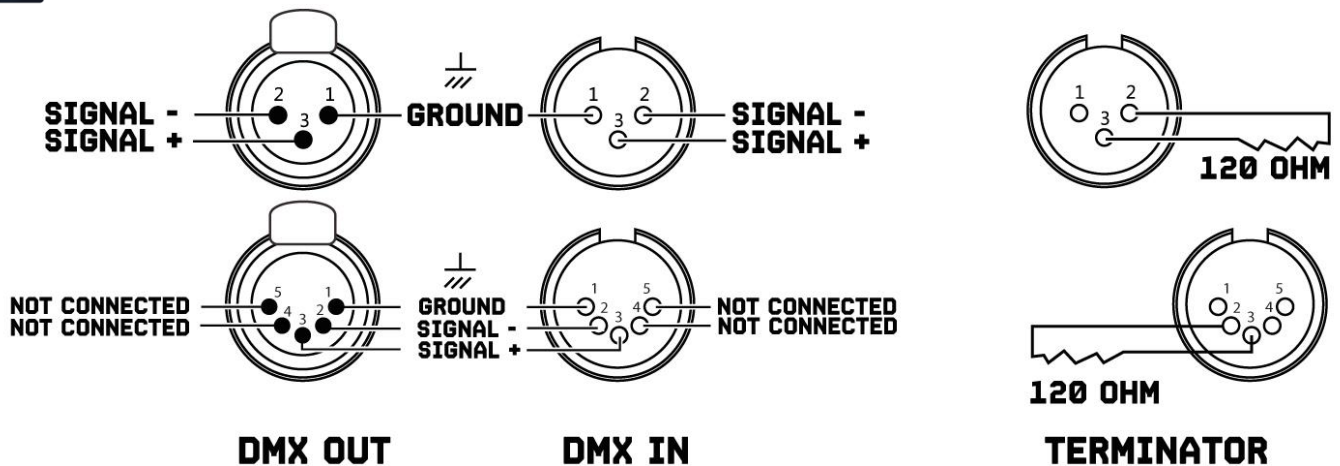 2 1 1 2 1 2
SIGNAL - GROUND SIGNAL -
3 3 3
SIGNAL + SIGNAL +
120 OHM
5 1 1 5 1 5
NOT CONNECTED GROUND NOT CONNECTED
4 2 2 4 2 4
NOT CONNECTED SIGNAL - NOT CONNECTED
3 3 3
SIGNAL +
120 OHM
DMX OUT DMX IN TERMINATOR